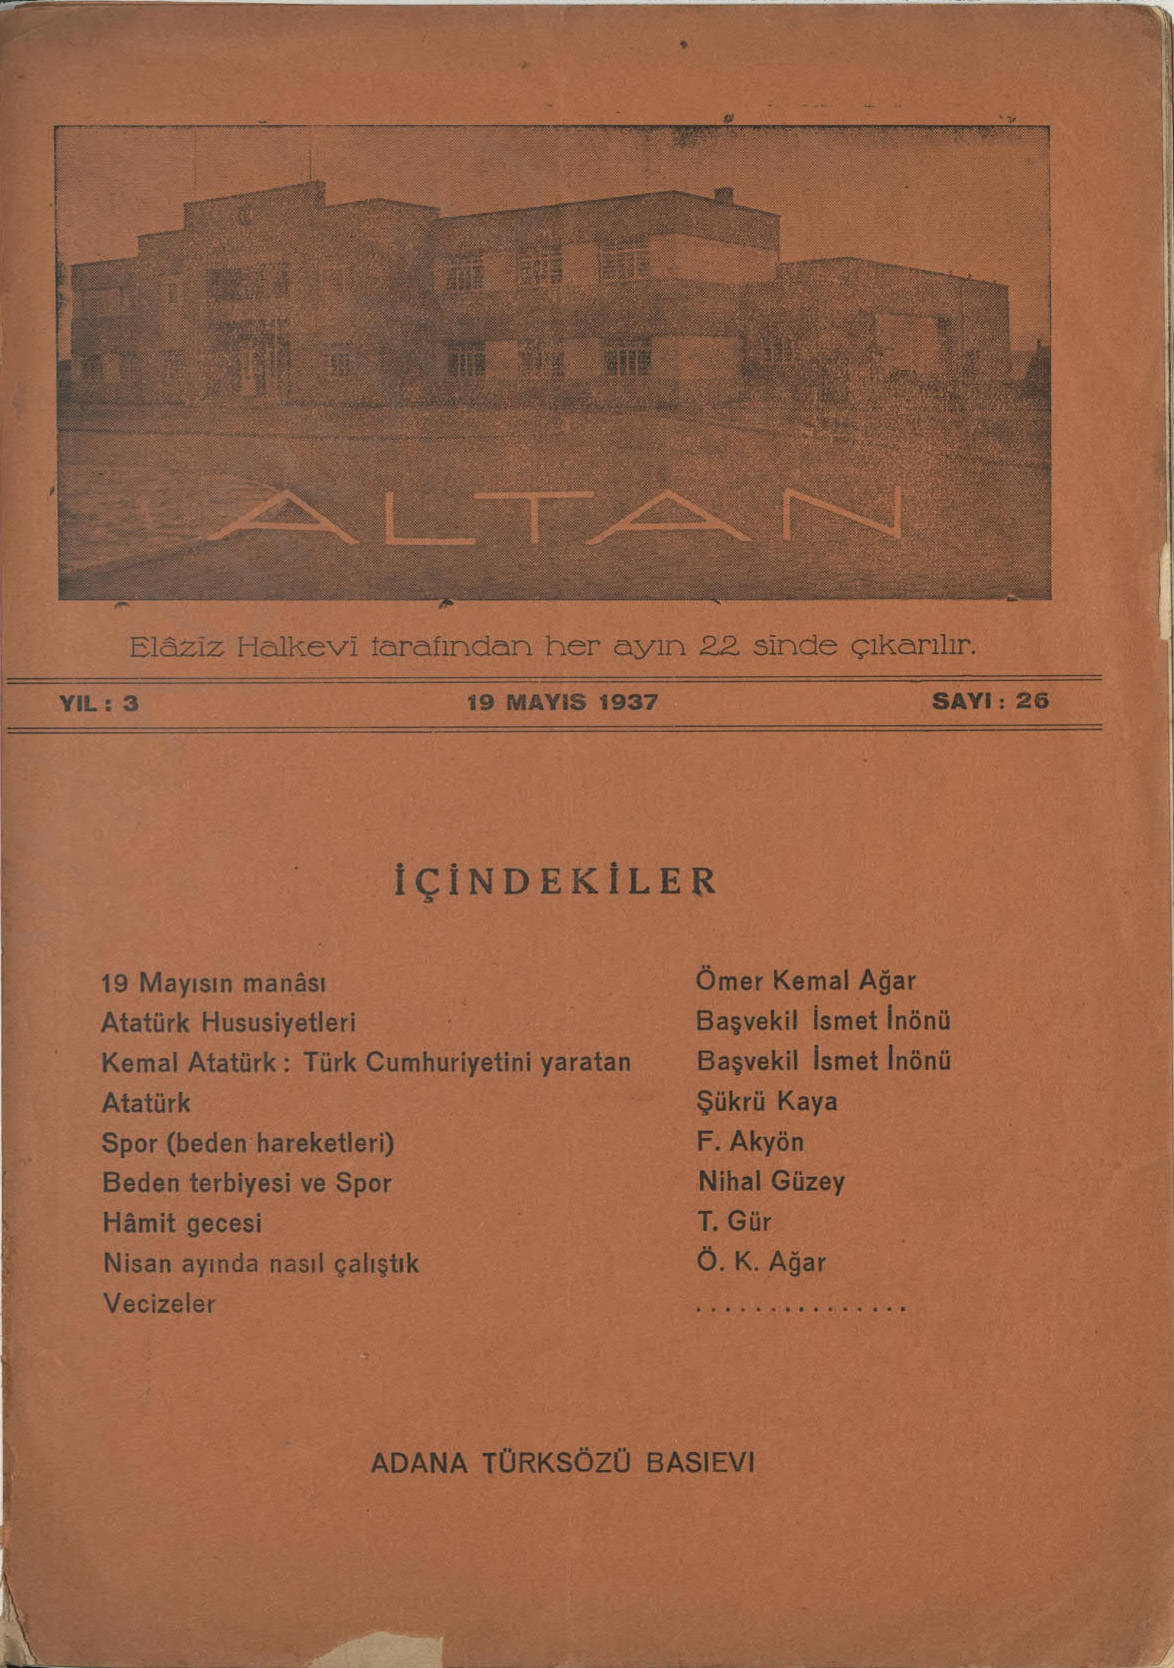 ALTAN
Elâziz Halkevi tarafından her ayın 22 sinde çıkarılır.
YIL : 3 19 MAYIS 1937 SAYI : 26
İÇİNDEKİLER
19 Mayısın manâsı Ömer Kemal Ağar
Atatürk Hususiyetleri Başvekil İsmet İnönü
Kemal Atatürk : Türk Cumhuriyetini yaratan Başvekil İsmet İnönü
Atatürk Şükrü Kaya
Spor (beden hareketleri) F. Akyön
Beden terbiyesi ve Spor Nihal Güzey
Hâmit gecesi T. Gür
Nisan ayında nasıl çalıştık Ö. K. Ağar
Vecizeler ...............
ADANA TÜRKSÖZÜ BASIEVI